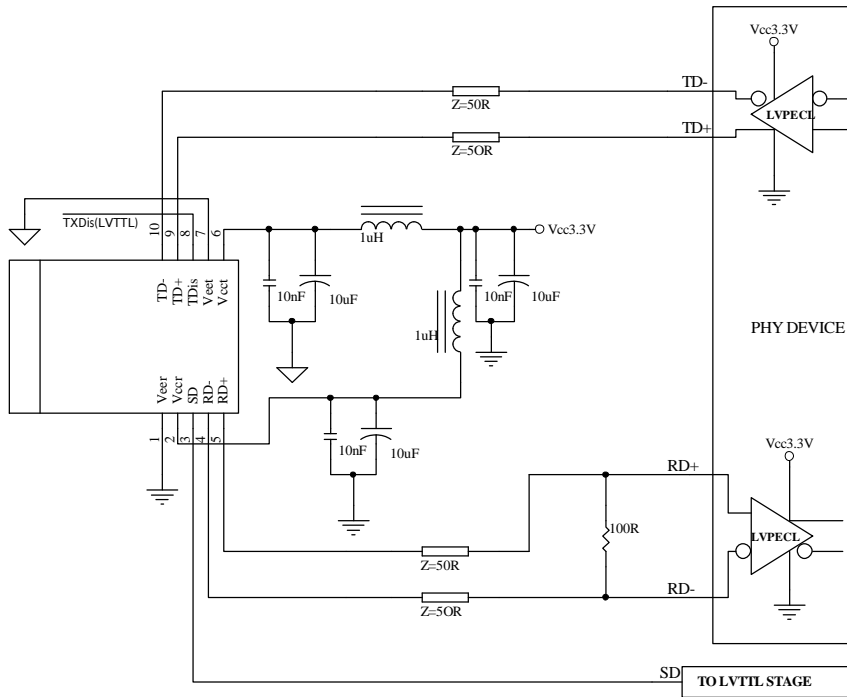 Vcc3.3V
TD-
Z=50R
LVPECL
TD+
Z=5OR
TXDis(LVTTL)
10
9
8
7
6
Vcc3.3V
1uH
TD-
TD+
TDis
Veet
Vcct
10nF
10uF
10nF
10uF
1uH
PHY DEVICE
Veer
Vccr
SD
RD-
RD+
1
2
3
4
5
10nF
10uF
Vcc3.3V
RD+
100R
LVPECL
Z=50R
RD-
Z=5OR
SD
TO LVTTL STAGE